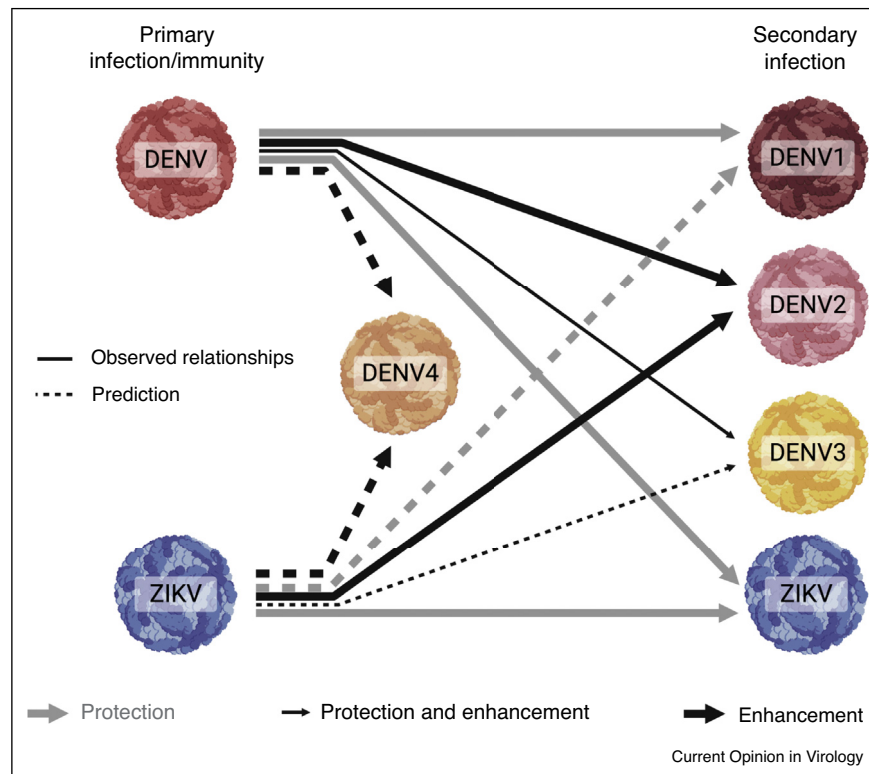 Primary
infection/immunity
Secondary
infection
DENV
DENV1
DENV2
Observed relationships
DENV4
Prediction
DENV3
ZIKV
ZIKV
Protection
Protection and enhancement
Enhancement
Current Opinion in Virology